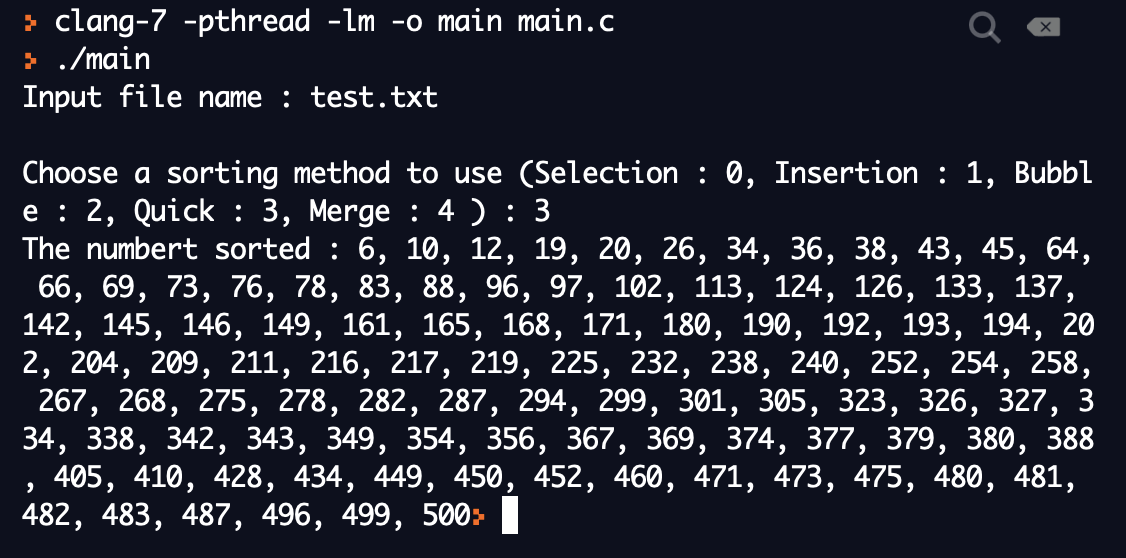 > clang-7 -pthread -lm -o main main.c
> ./main
Input file name : test.txt
Choose a sorting method to use (Selection : 0, Insertion : 1, Bubbl
e : 2, Quick : 3, Merge : 4 ) : 3
The numbert sorted : 6, 10, 12, 19, 20, 26, 34, 36, 38, 43, 45, 64,
 66, 69, 73, 76, 78, 83, 88, 96, 97, 102, 113, 124, 126, 133, 137,
142, 145, 146, 149, 161, 165, 168, 171, 180, 190, 192, 193, 194, 20
2, 204, 209, 211, 216, 217, 219, 225, 232, 238, 240, 252, 254, 258,
 267, 268, 275, 278, 282, 287, 294, 299, 301, 305, 323, 326, 327, 3
34, 338, 342, 343, 349, 354, 356, 367, 369, 374, 377, 379, 380, 388
, 405, 410, 428, 434, 449, 450, 452, 460, 471, 473, 475, 480, 481,
482, 483, 487, 496, 499, 500>